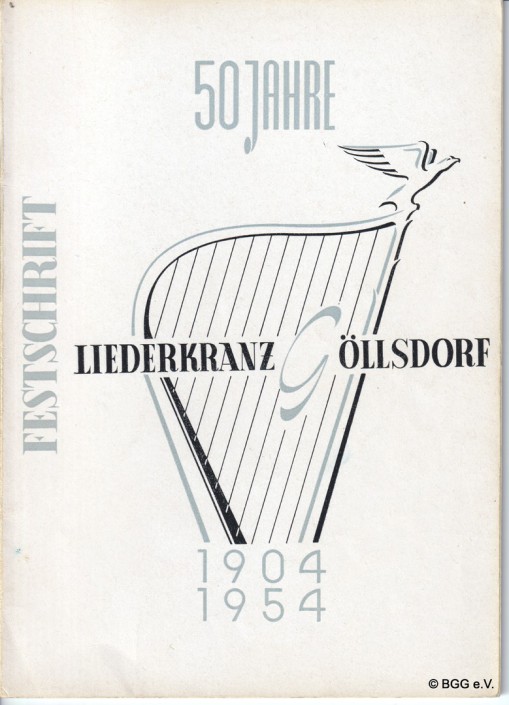 50 JAHRE
FESTSCHRIFT
LIEDERKRANZ GÖLLSDORF
1904
1954
© BGG e.V.